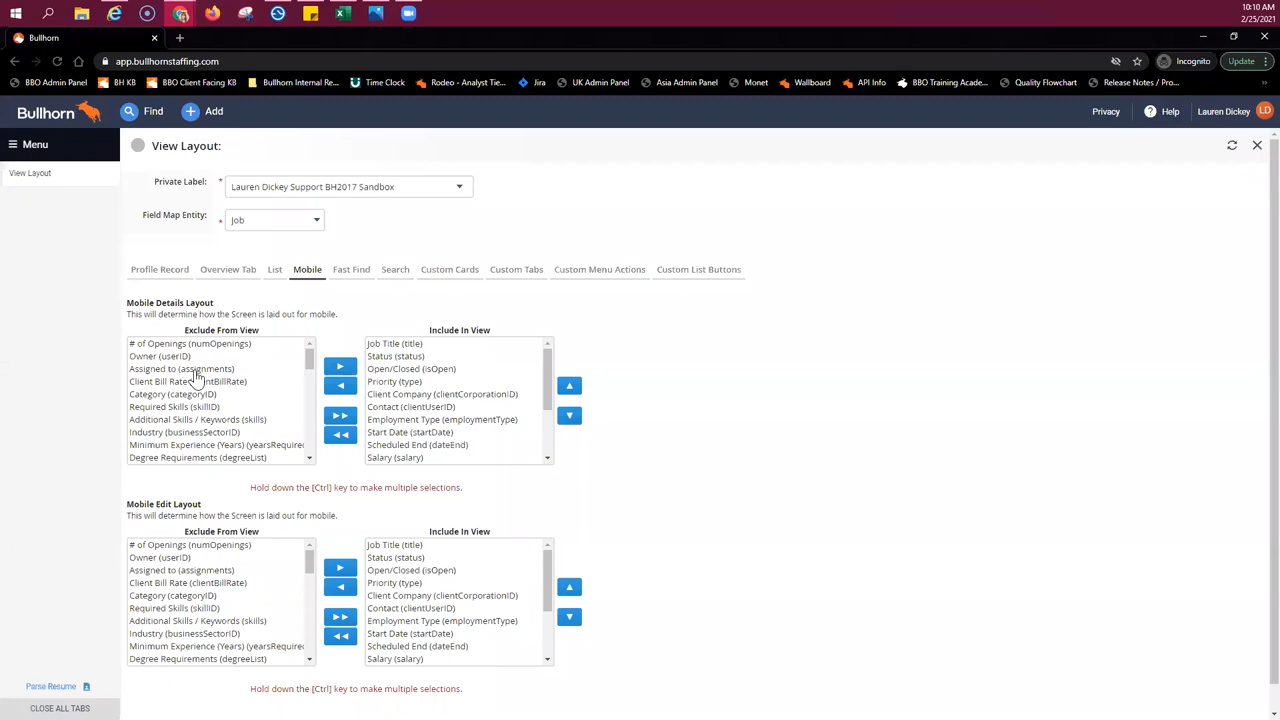 10:10 AM
2/25/2021
Bullhorn
app.bullhornstaffing.com
Incognito
Update
BBO Admin Panel
BH KB
BBO Client Facing KB
Bullhorn Internal Re...
Time Clock
Rodeo - Analyst Tie...
Jira
UK Admin Panel
Asia Admin Panel
Monet
Wallboard
API Info
BBO Training Acade...
Quality Flowchart
Release Notes / Pro...
Bullhorn
Find
Add
Privacy
Help
Lauren Dickey
LD
Menu
View Layout
View Layout:
Private Label:
* Lauren Dickey Support BH2017 Sandbox
Field Map Entity:
* Job
Profile Record
Overview Tab
List
Mobile
Fast Find
Search
Custom Cards
Custom Tabs
Custom Menu Actions
Custom List Buttons
Mobile Details Layout
This will determine how the Screen is laid out for mobile.
Exclude From View
# of Openings (numOpenings)
Owner (userID)
Assigned to (assignments)
Client Bill Rate
ntBillRate)
Category (categoryID)
Required Skills (skillID)
Additional Skills / Keywords (skills)
Industry (businessSectorID)
Minimum Experience (Years) (yearsRequirec
Degree Requirements (degreeList)
Include In View
Job Title (title)
Status (status)
Open/Closed (isOpen)
Priority (type)
Client Company (clientCorporationID)
Contact (clientUserID)
Employment Type (employmentType)
Start Date (startDate)
Scheduled End (dateEnd)
Salary (salary)
Hold down the [Ctrl] key to make multiple selections.
Mobile Edit Layout
This will determine how the Screen is laid out for mobile.
Exclude From View
# of Openings (numOpenings)
Owner (userID)
Assigned to (assignments)
Client Bill Rate (clientBillRate)
Category (categoryID)
Required Skills (skillID)
Additional Skills / Keywords (skills)
Industry (businessSectorID)
Minimum Experience (Years) (yearsRequirec
Degree Requirements (degreeList)
Include In View
Job Title (title)
Status (status)
Open/Closed (isOpen)
Priority (type)
Client Company (clientCorporationID)
Contact (clientUserID)
Employment Type (employmentType)
Start Date (startDate)
Scheduled End (dateEnd)
Salary (salary)
Hold down the [Ctrl] key to make multiple selections.
Parse Resume
CLOSE ALL TABS